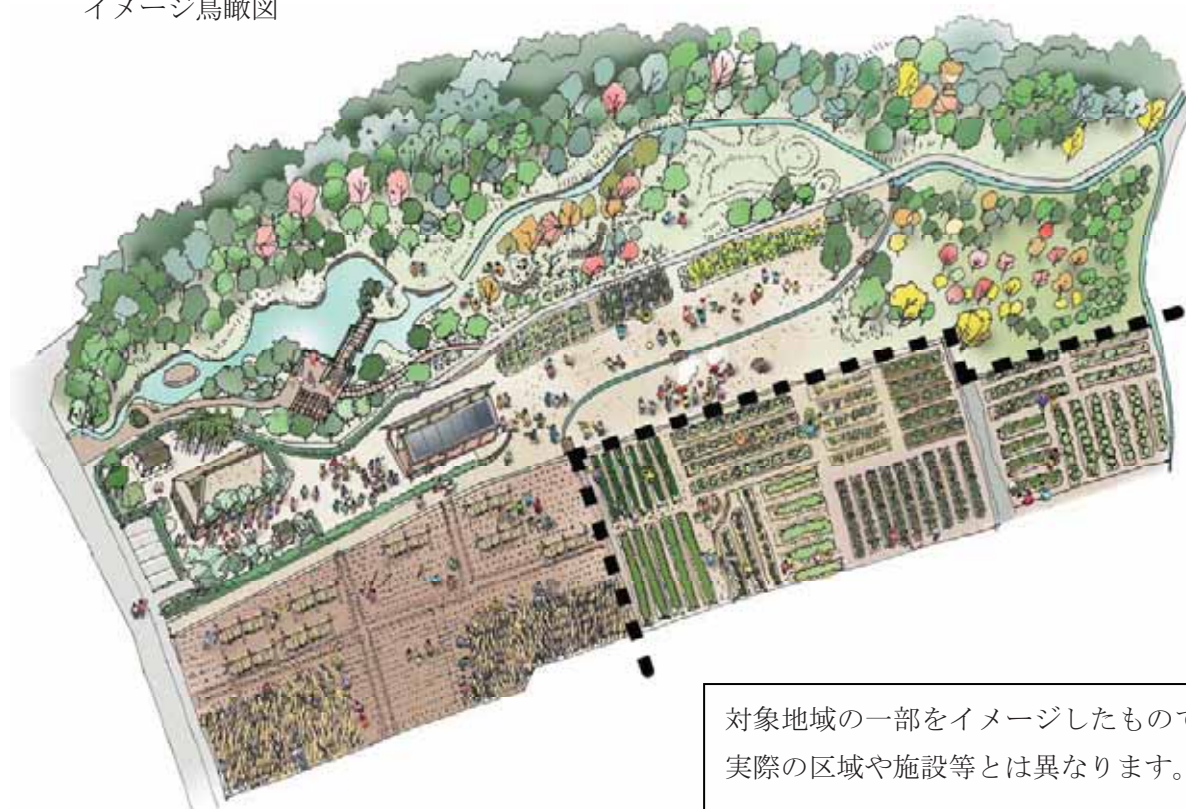 イメージ鳥瞰図
対象地域の一部をイメージしたもので
実際の区域や施設等とは異なります。